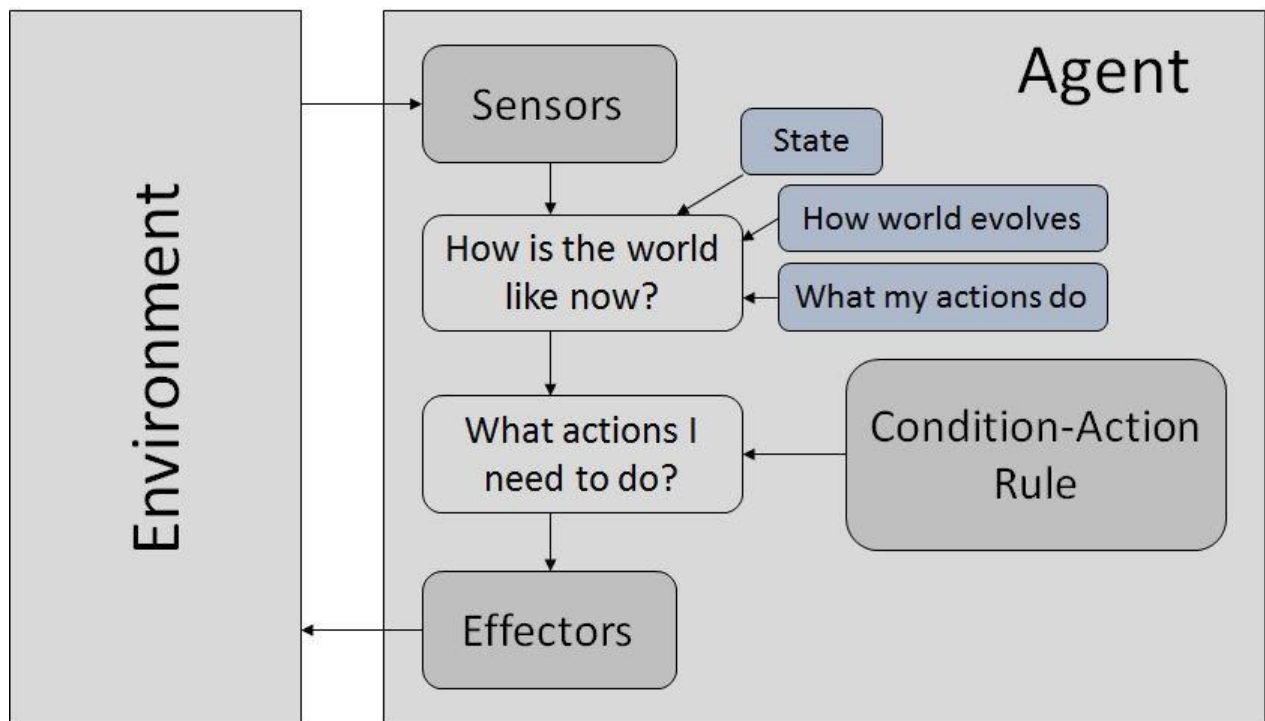 Environment
Agent
Sensors
State
How world evolves
How is the world
like now?
What my actions do
What actions I
need to do?
Condition-Action
Rule
Effectors